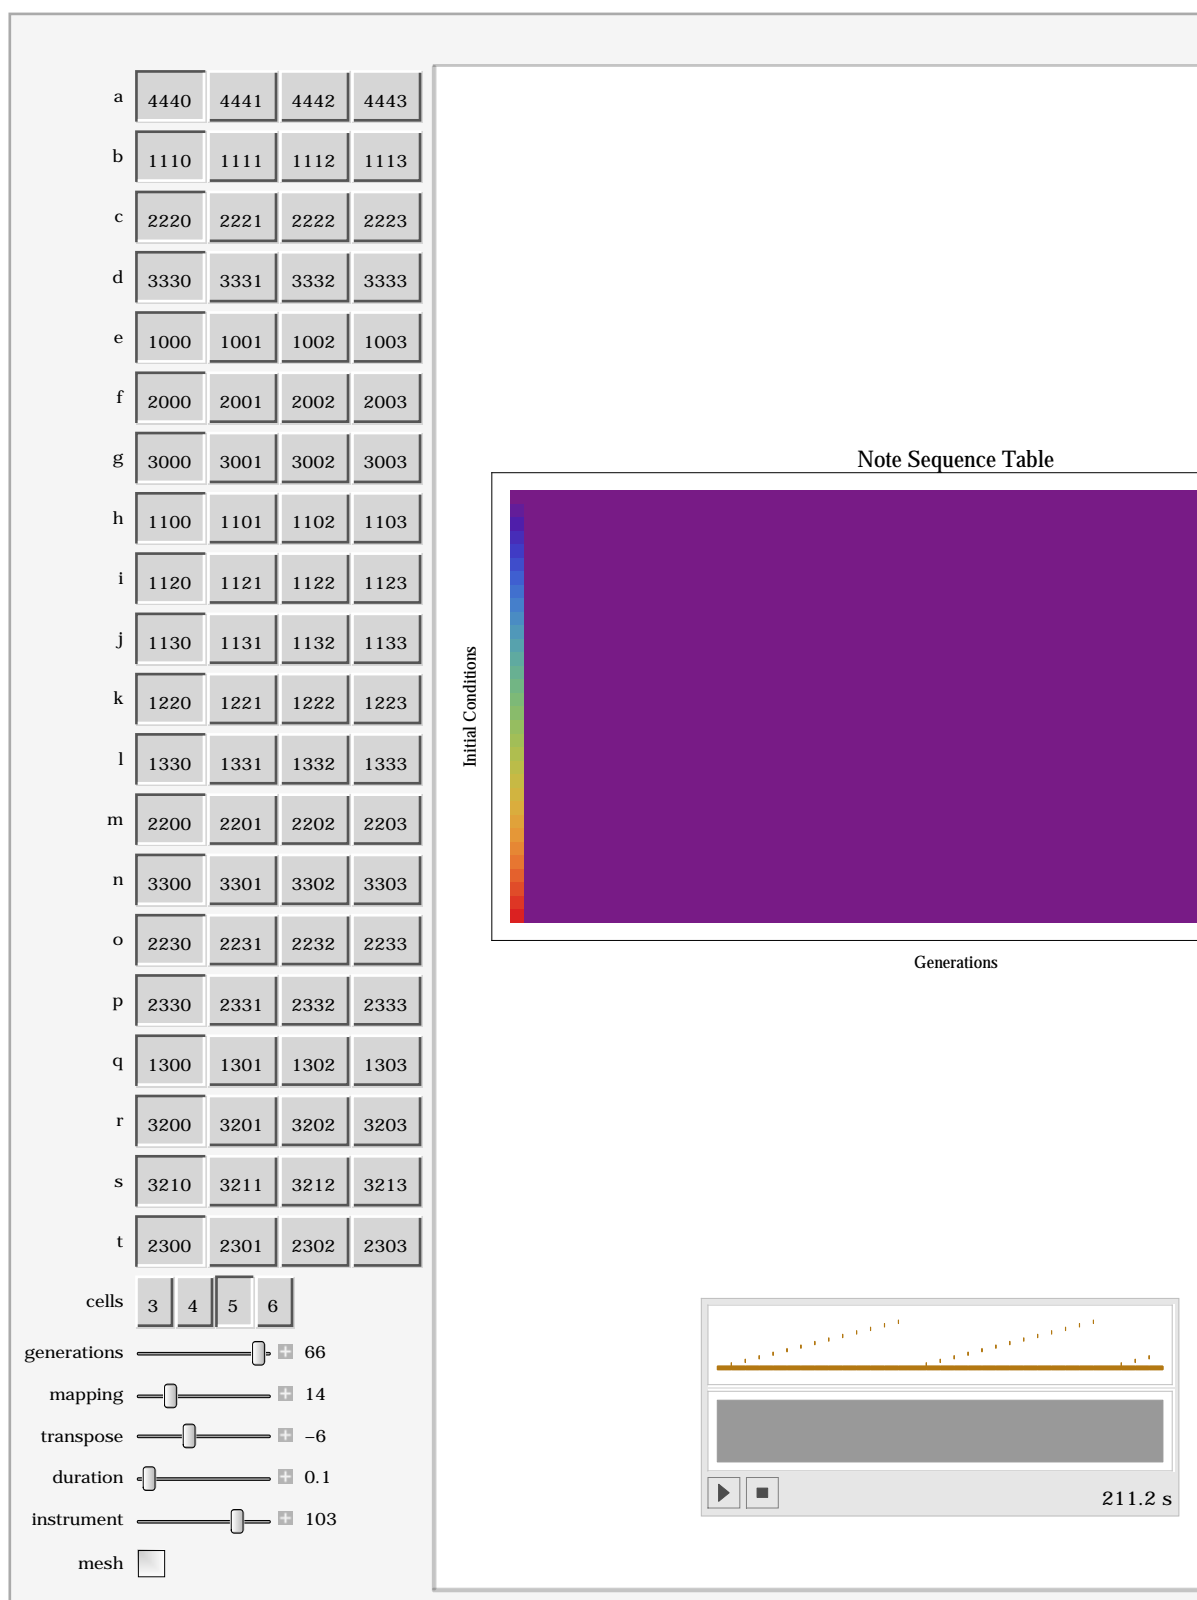 a 4440 4441 4442 4443
b 1110 1111 1112 1113
c 2220 2221 2222 2223
d 3330 3331 3332 3333
e 1000 1001 1002 1003
f 2000 2001 2002 2003
g 3000 3001 3002 3003
h 1100 1101 1102 1103
i 1120 1121 1122 1123
j 1130 1131 1132 1133
k 1220 1221 1222 1223
l 1330 1331 1332 1333
m 2200 2201 2202 2203
n 3300 3301 3302 3303
o 2230 2231 2232 2233
p 2330 2331 2332 2333
q 1300 1301 1302 1303
r 3200 3201 3202 3203
s 3210 3211 3212 3213
t 2300 2301 2302 2303
cells 3 4 5 6
generations 66
mapping 14
transpose −6
duration 0.1
instrument 103
mesh
Note Sequence Table
Initial Conditions
Generations
211.2 s